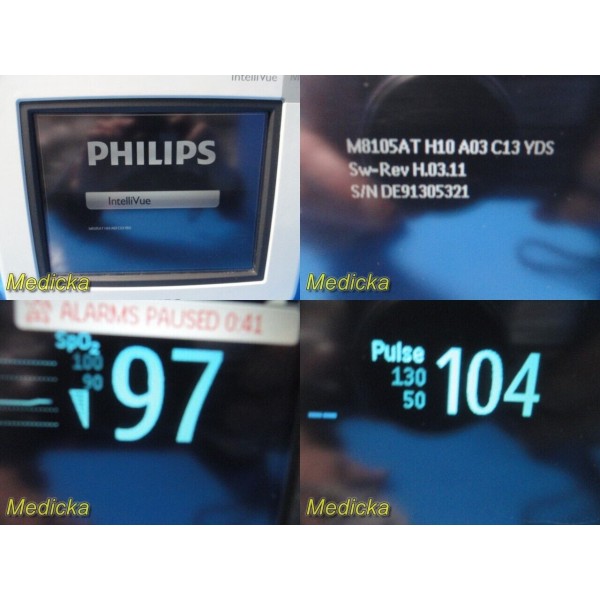 IntelliVue
PHILIPS
IntelliVue
Medicka
M8105AT H10 A03 C13 YDS
Sw-Rev H.03.11
S/N DE91305321
Medicka
ALARMS PAUSED 0:41
SpO₂
100
90
97
Medicka
Pulse
130
50
104
Medicka